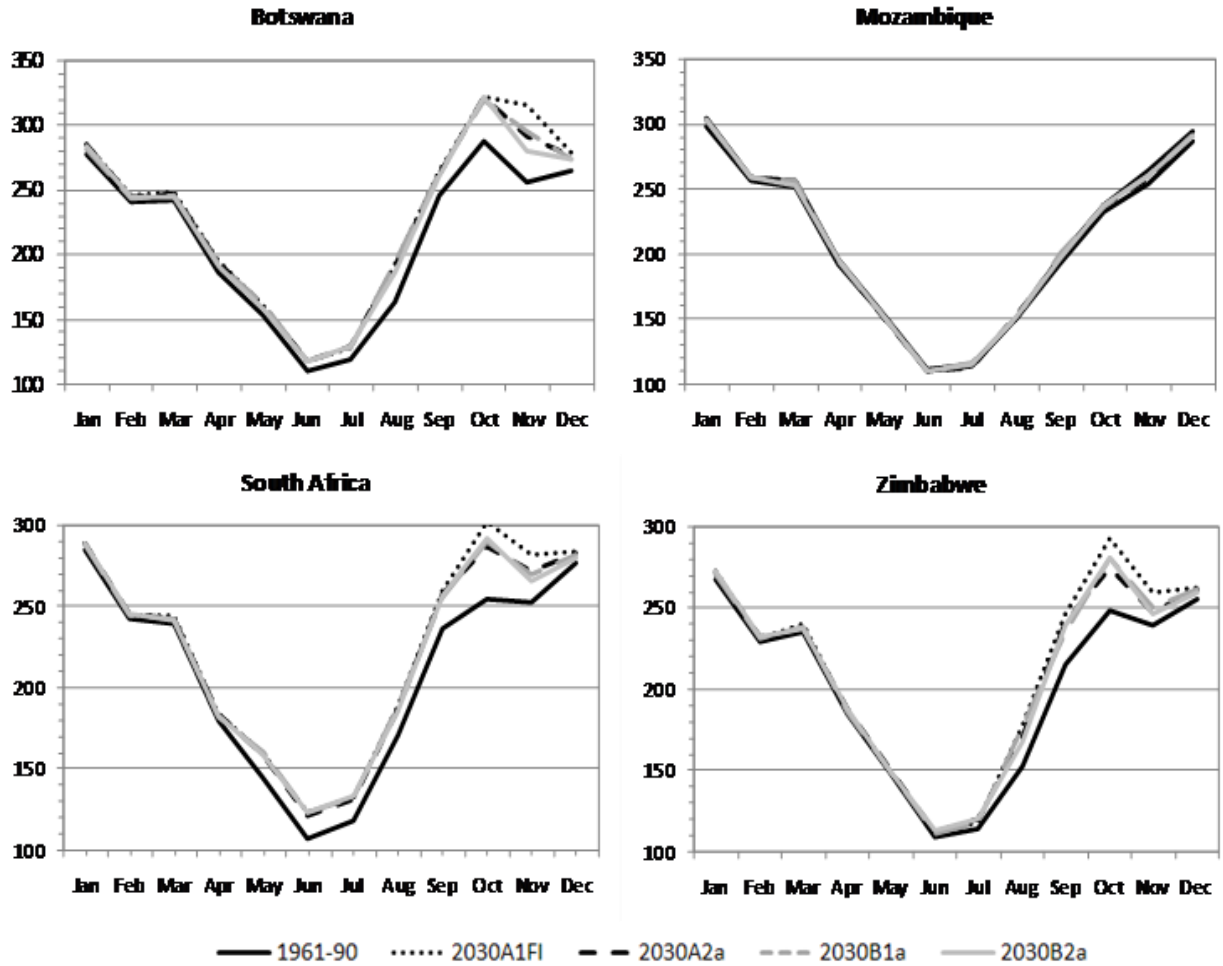 Botswana
350
300
250
200
150
100
Jan Feb Mar Apr May Jun Jul Aug Sep Oct Nov Dec
Mozambique
350
300
250
200
150
100
Jan Feb Mar Apr May Jun Jul Aug Sep Oct Nov Dec
South Africa
300
250
200
150
100
Jan Feb Mar Apr May Jun Jul Aug Sep Oct Nov Dec
Zimbabwe
300
250
200
150
100
Jan Feb Mar Apr May Jun Jul Aug Sep Oct Nov Dec
1961-90 2030A1FI 2030A2a 2030B1a 2030B2a